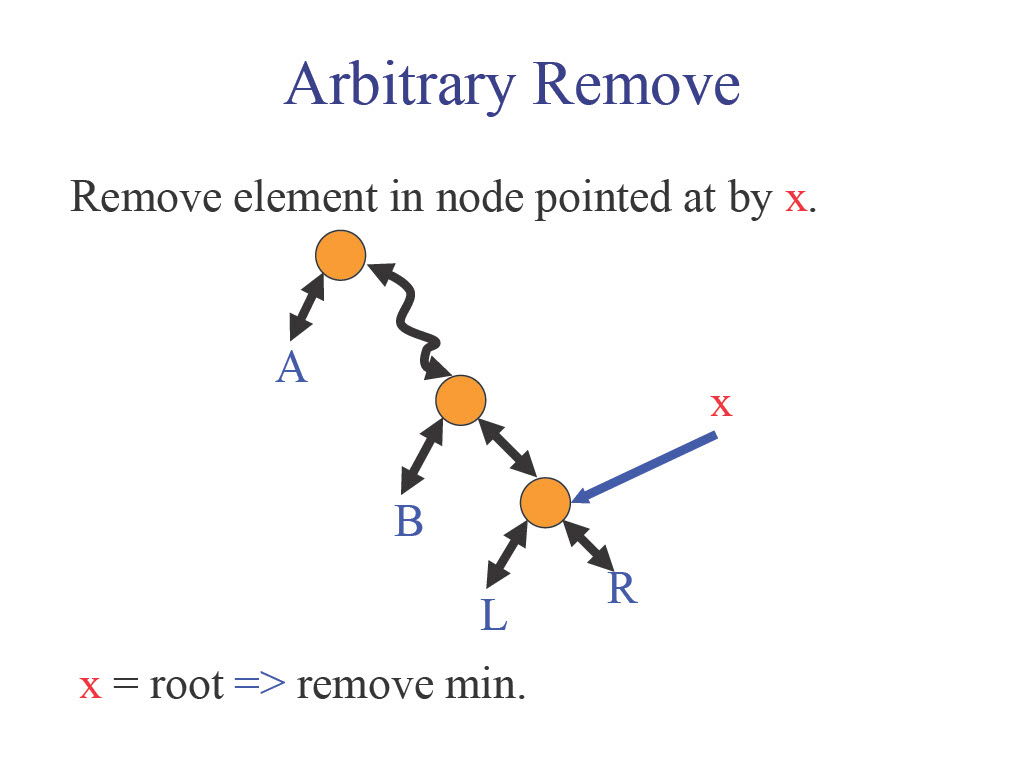 Arbitrary Remove
Remove element in node pointed at by x.
A
x
B
R
L
x = root => remove min.